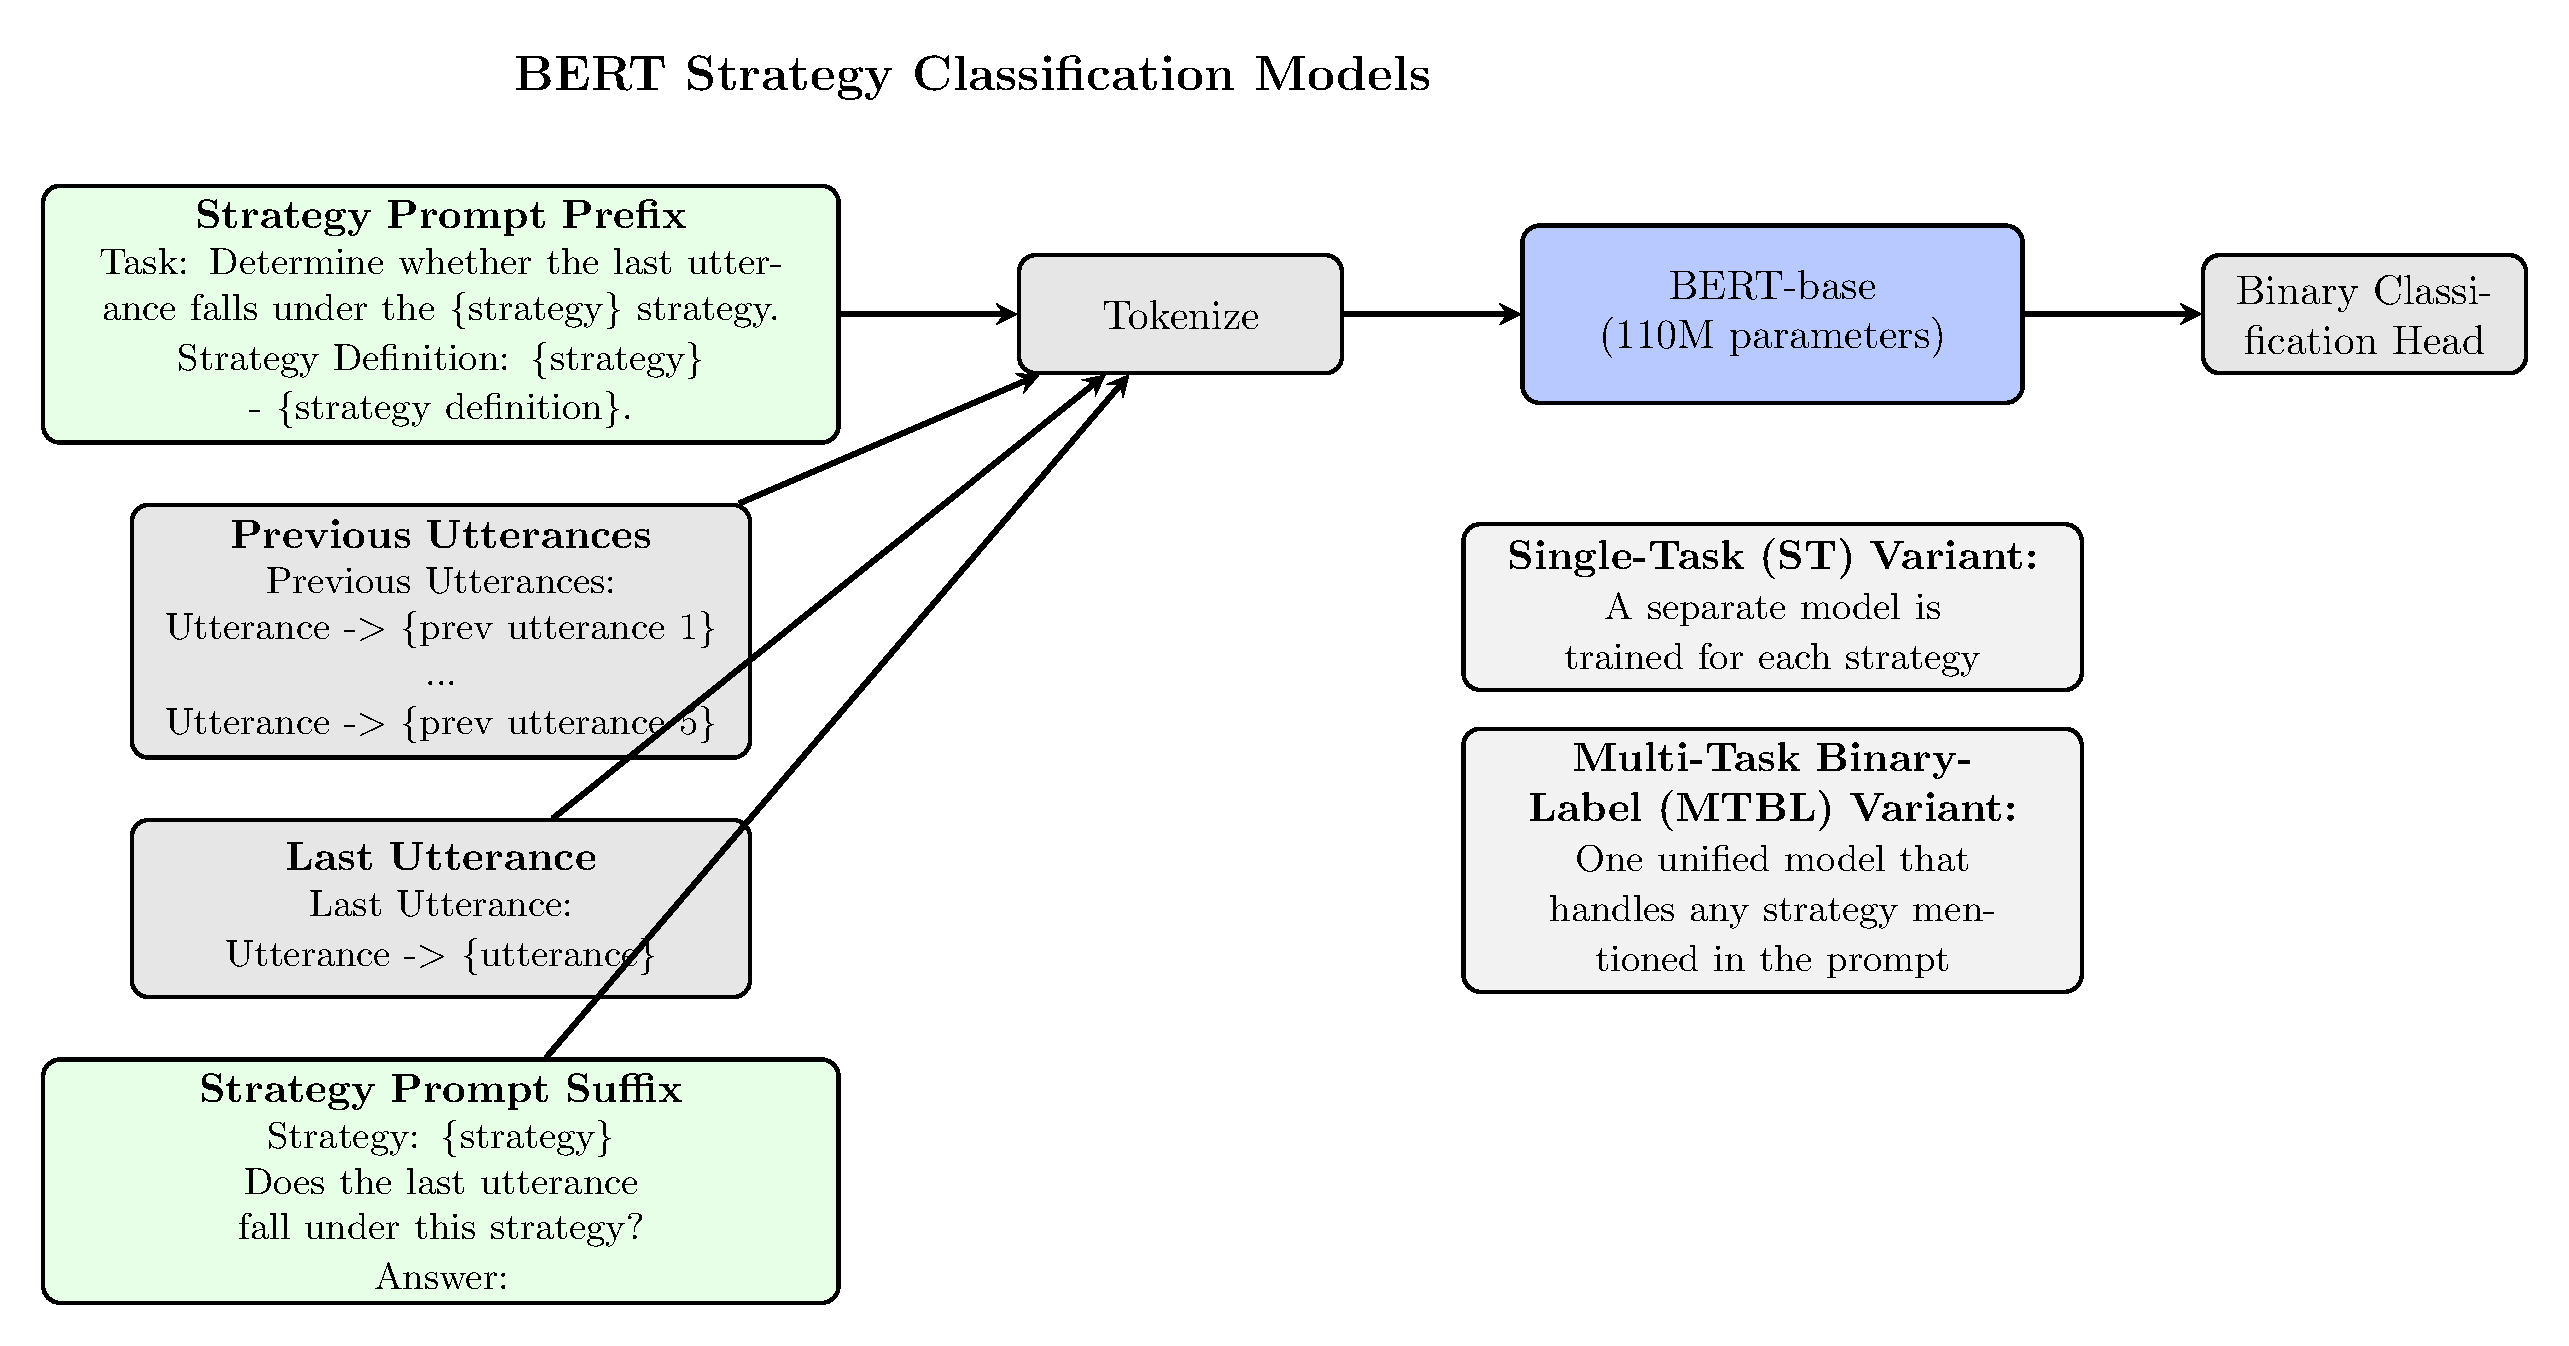 BERT Strategy Classification Models
Strategy Prompt Prefix
Task: Determine whether the last utter-
ance falls under the {strategy} strategy.
Strategy Definition: {strategy}
- {strategy definition}.
Previous Utterances
Previous Utterances:
Utterance -> {prev utterance 1}
...
Utterance -> {prev utterance 5}
Last Utterance
Last Utterance:
Utterance -> {utterance}
Strategy Prompt Suffix
Strategy: {strategy}
Does the last utterance
fall under this strategy?
Answer:
Tokenize
BERT-base
(110M parameters)
Binary Classi-
fication Head
Single-Task (ST) Variant:
A separate model is
trained for each strategy
Multi-Task Binary-
Label (MTBL) Variant:
One unified model that
handles any strategy men-
tioned in the prompt